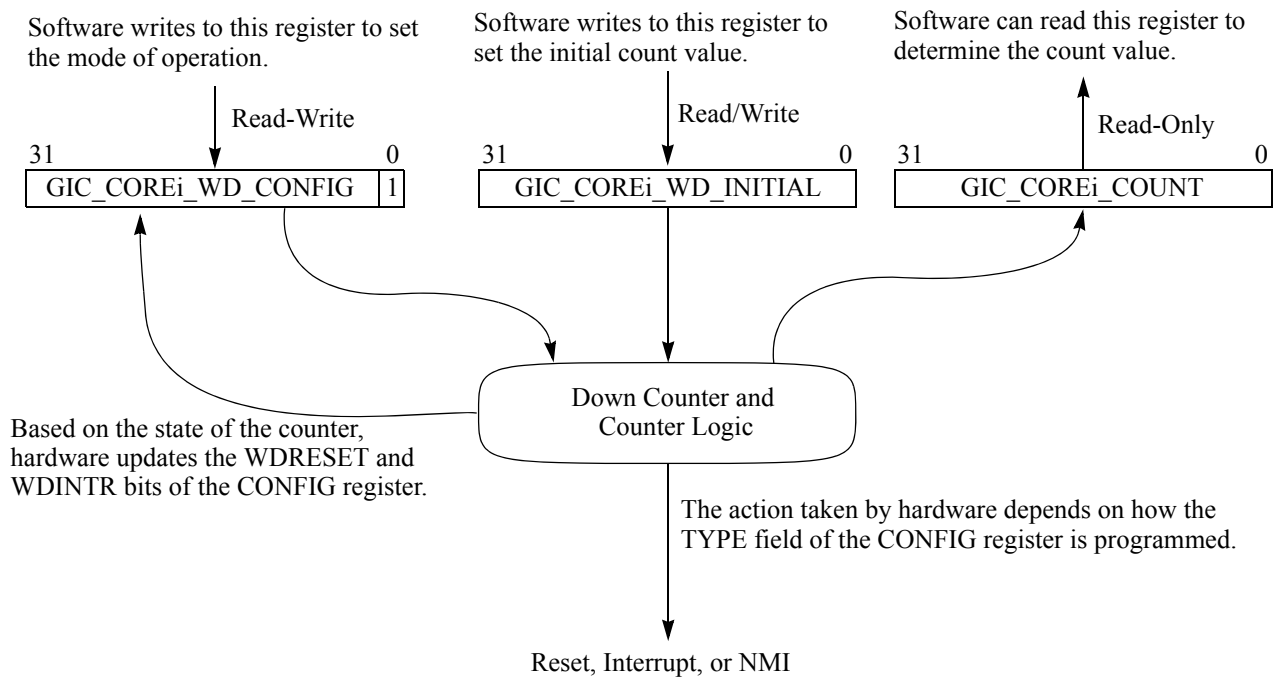 Software writes to this register to set
the mode of operation.
Software writes to this register to
set the initial count value.
Software can read this register to
determine the count value.
Read-Write
Read/Write
Read-Only
31 0
31 0
31 0
GIC_COREi_WD_CONFIG 1
GIC_COREi_WD_INITIAL
GIC_COREi_COUNT
Down Counter and
Counter Logic
Based on the state of the counter,
hardware updates the WDRESET and
WDINTR bits of the CONFIG register.
The action taken by hardware depends on how the
TYPE field of the CONFIG register is programmed.
Reset, Interrupt, or NMI